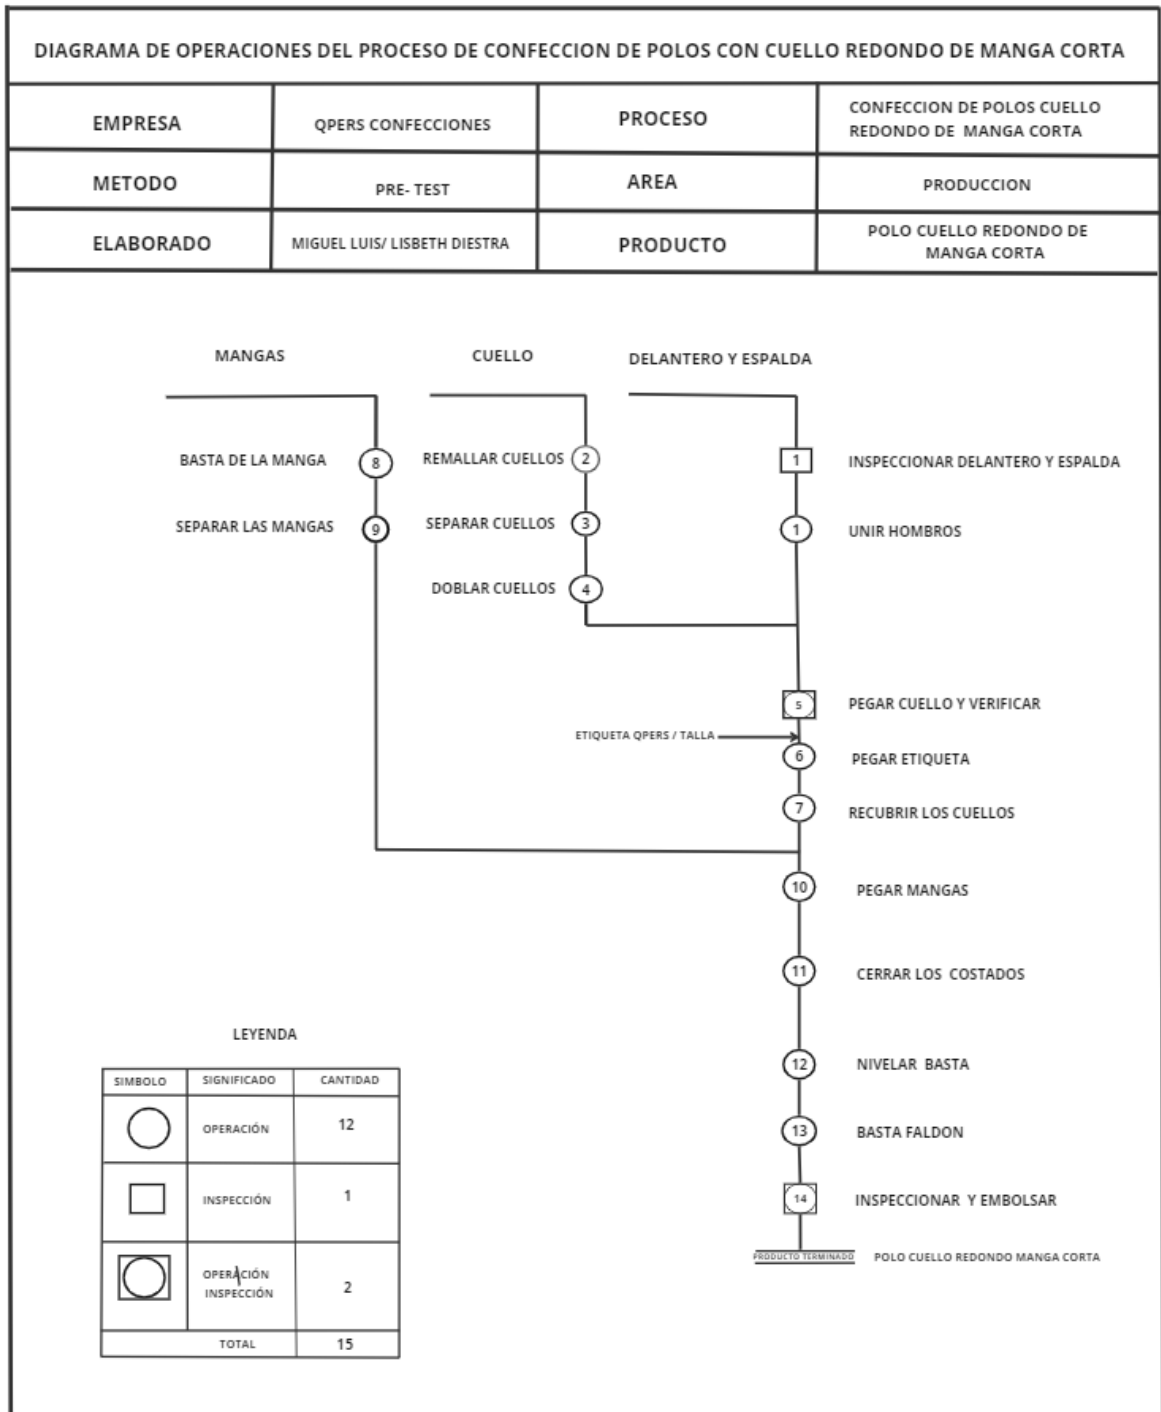 DIAGRAMA DE OPERACIONES DEL PROCESO DE CONFECCION DE POLOS CON CUELLO REDONDO DE MANGA CORTA
EMPRESA
QPERS CONFECCIONES
PROCESO
CONFECCION DE POLOS CUELLO
REDONDO DE MANGA CORTA
METODO
PRE- TEST
AREA
PRODUCCION
ELABORADO
MIGUEL LUIS/ LISBETH DIESTRA
PRODUCTO
POLO CUELLO REDONDO DE
MANGA CORTA
MANGAS
CUELLO
DELANTERO Y ESPALDA
BASTA DE LA MANGA
8
REMALLAR CUELLOS
2
1
INSPECCIONAR DELANTERO Y ESPALDA
SEPARAR LAS MANGAS
9
SEPARAR CUELLOS
3
1
UNIR HOMBROS
DOBLAR CUELLOS
4
5
PEGAR CUELLO Y VERIFICAR
ETIQUETA QPERS / TALLA
6
PEGAR ETIQUETA
7
RECUBRIR LOS CUELLOS
10
PEGAR MANGAS
11
CERRAR LOS COSTADOS
12
NIVELAR BASTA
13
BASTA FALDON
14
INSPECCIONAR Y EMBOLSAR
PRODUCTO TERMINADO
POLO CUELLO REDONDO MANGA CORTA
LEYENDA
SIMBOLO
SIGNIFICADO
CANTIDAD
OPERACIÓN
12
INSPECCIÓN
1
OPERACIÓN
INSPECCIÓN
2
TOTAL
15